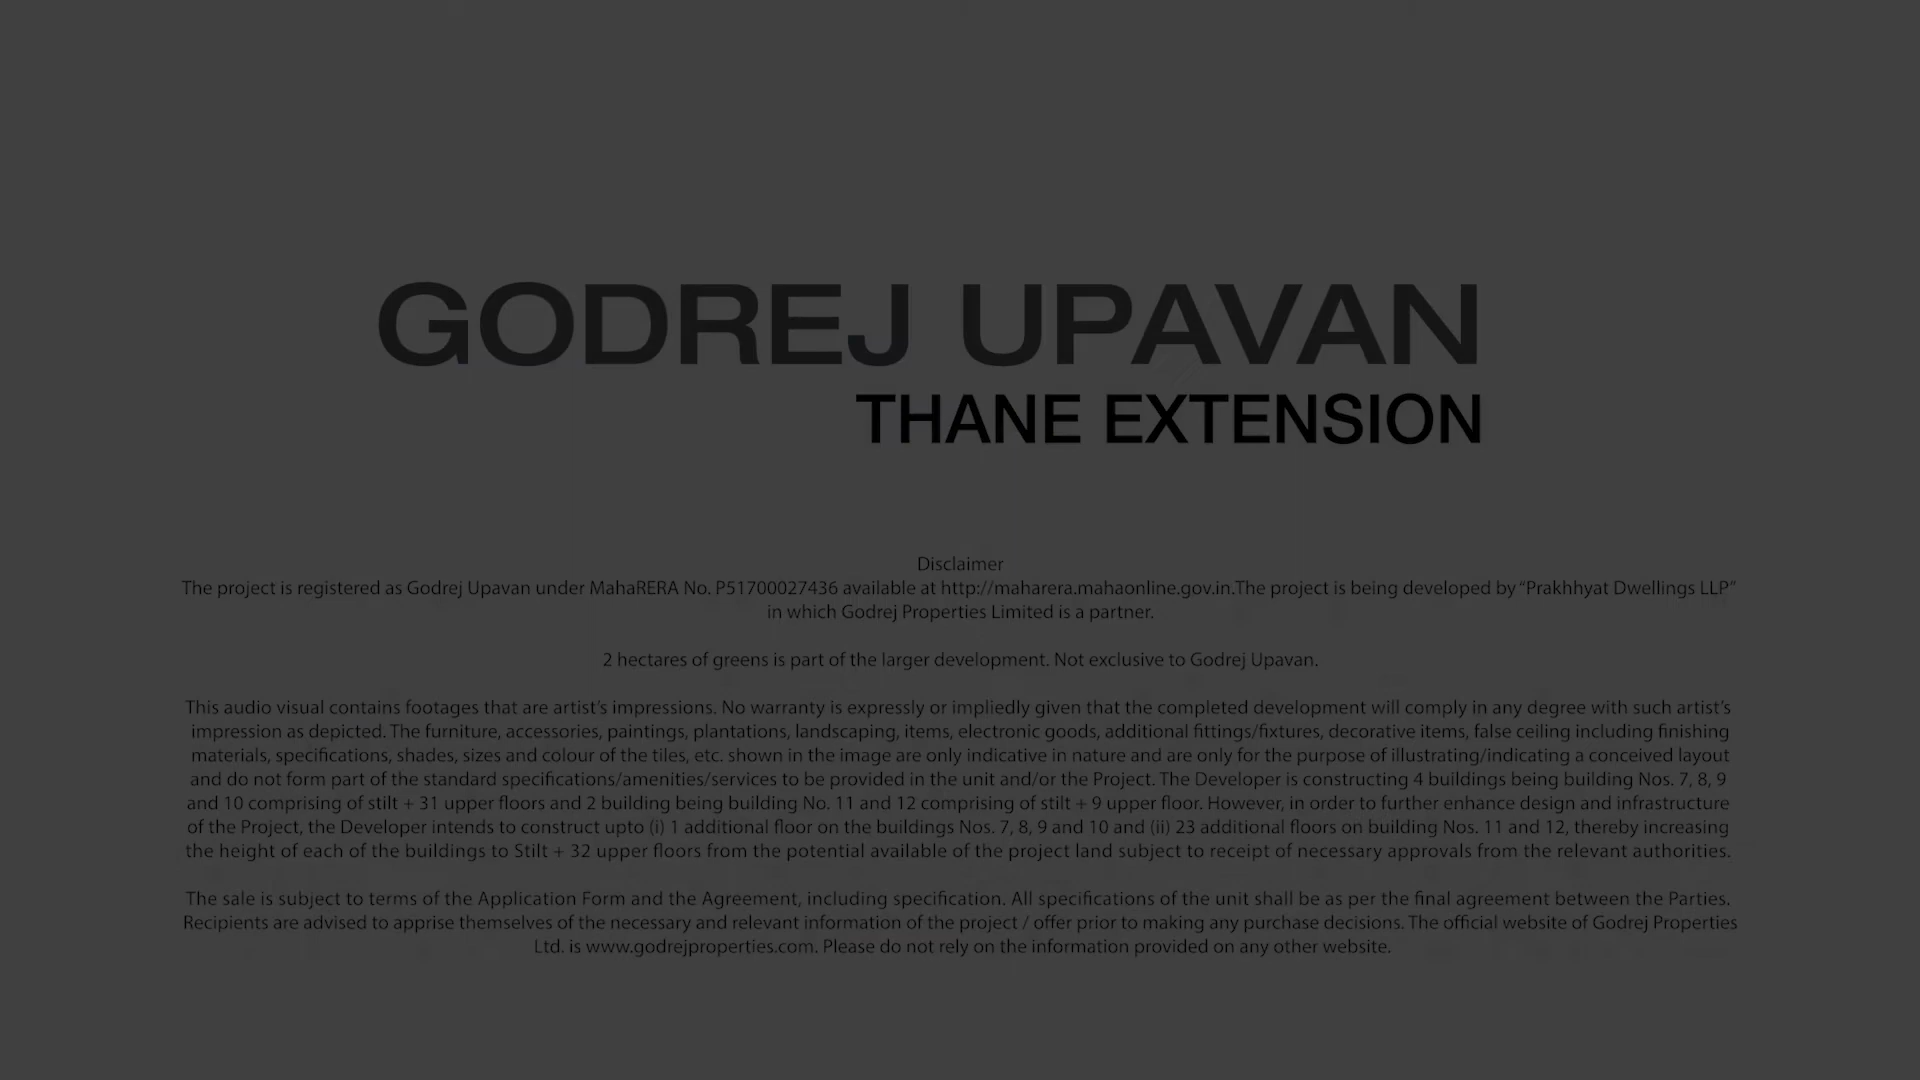 GODREJ UPAVAN
THANE EXTENSION
Disclaimer
The project is registered as Godrej Upavan under MahaRERA No. P51700027436 available at http://maharera.mahaonline.gov.in.The project is being developed by “Prakhhyat Dwellings LLP”
in which Godrej Properties Limited is a partner.
2 hectares of greens is part of the larger development. Not exclusive to Godrej Upavan.
This audio visual contains footages that are artist’s impressions. No warranty is expressly or impliedly given that the completed development will comply in any degree with such artist’s
impression as depicted. The furniture, accessories, paintings, plantations, landscaping, items, electronic goods, additional fittings/fixtures, decorative items, false ceiling including finishing
materials, specifications, shades, sizes and colour of the tiles, etc. shown in the image are only indicative in nature and are only for the purpose of illustrating/indicating a conceived layout
and do not form part of the standard specifications/amenities/services to be provided in the unit and/or the Project. The Developer is constructing 4 buildings being building Nos. 7, 8, 9
and 10 comprising of stilt + 31 upper floors and 2 building being building No. 11 and 12 comprising of stilt + 9 upper floor. However, in order to further enhance design and infrastructure
of the Project, the Developer intends to construct upto (i) 1 additional floor on the buildings Nos. 7, 8, 9 and 10 and (ii) 23 additional floors on building Nos. 11 and 12, thereby increasing
the height of each of the buildings to Stilt + 32 upper floors from the potential available of the project land subject to receipt of necessary approvals from the relevant authorities.
The sale is subject to terms of the Application Form and the Agreement, including specification. All specifications of the unit shall be as per the final agreement between the Parties.
Recipients are advised to apprise themselves of the necessary and relevant information of the project / offer prior to making any purchase decisions. The official website of Godrej Properties
Ltd. is www.godrejproperties.com. Please do not rely on the information provided on any other website.